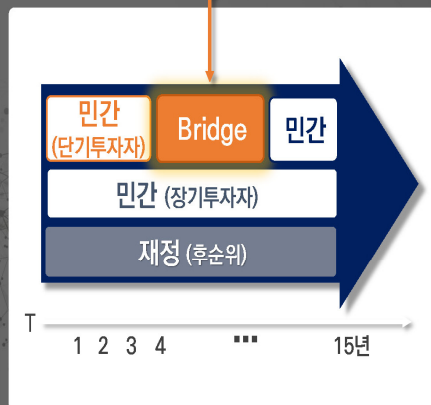 민간
(단기투자자)
Bridge
민간
민간 (장기투자자)
재정 (후순위)
T
1 2 3 4 ... 15년